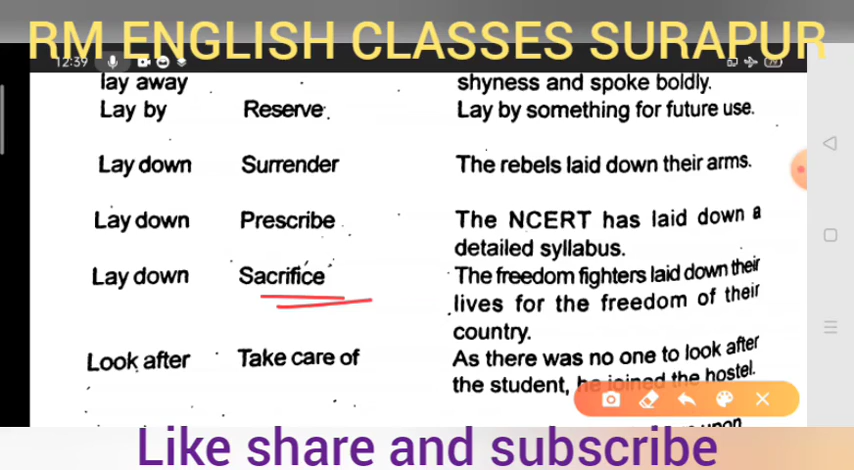 RM ENGLISH CLASSES SURAPUR
12:39
lay away shyness and spoke boldly.
Lay by Reserve Lay by something for future use.
Lay down Surrender The rebels laid down their arms.
Lay down Prescribe The NCERT has laid down a
detailed syllabus.
Lay down Sacrifice The freedom fighters laid down their
lives for the freedom of their
country.
Look after Take care of As there was no one to look after
the student, he joined the hostel.
upon
Like share and subscribe